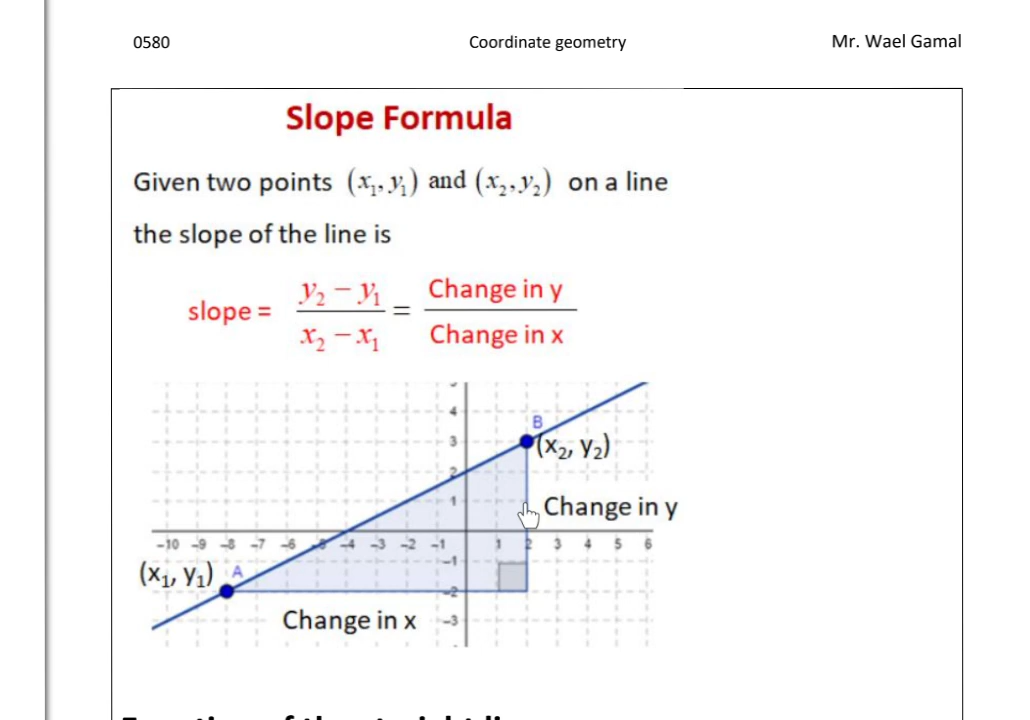 0580 Coordinate geometry Mr. Wael Gamal
Slope Formula
Given two points (x₁, y₁) and (x₂, y₂) on a line
the slope of the line is
slope = y₂ − y₁ / x₂ − x₁ = Change in y / Change in x
4
B
3
(x₂, y₂)
2
1
Change in y
-10 -9 -8 -7 -6 -5 -4 -3 -2 -1 1 2 3 4 5 6
-1
(x₁, y₁) A
-2
Change in x
-3